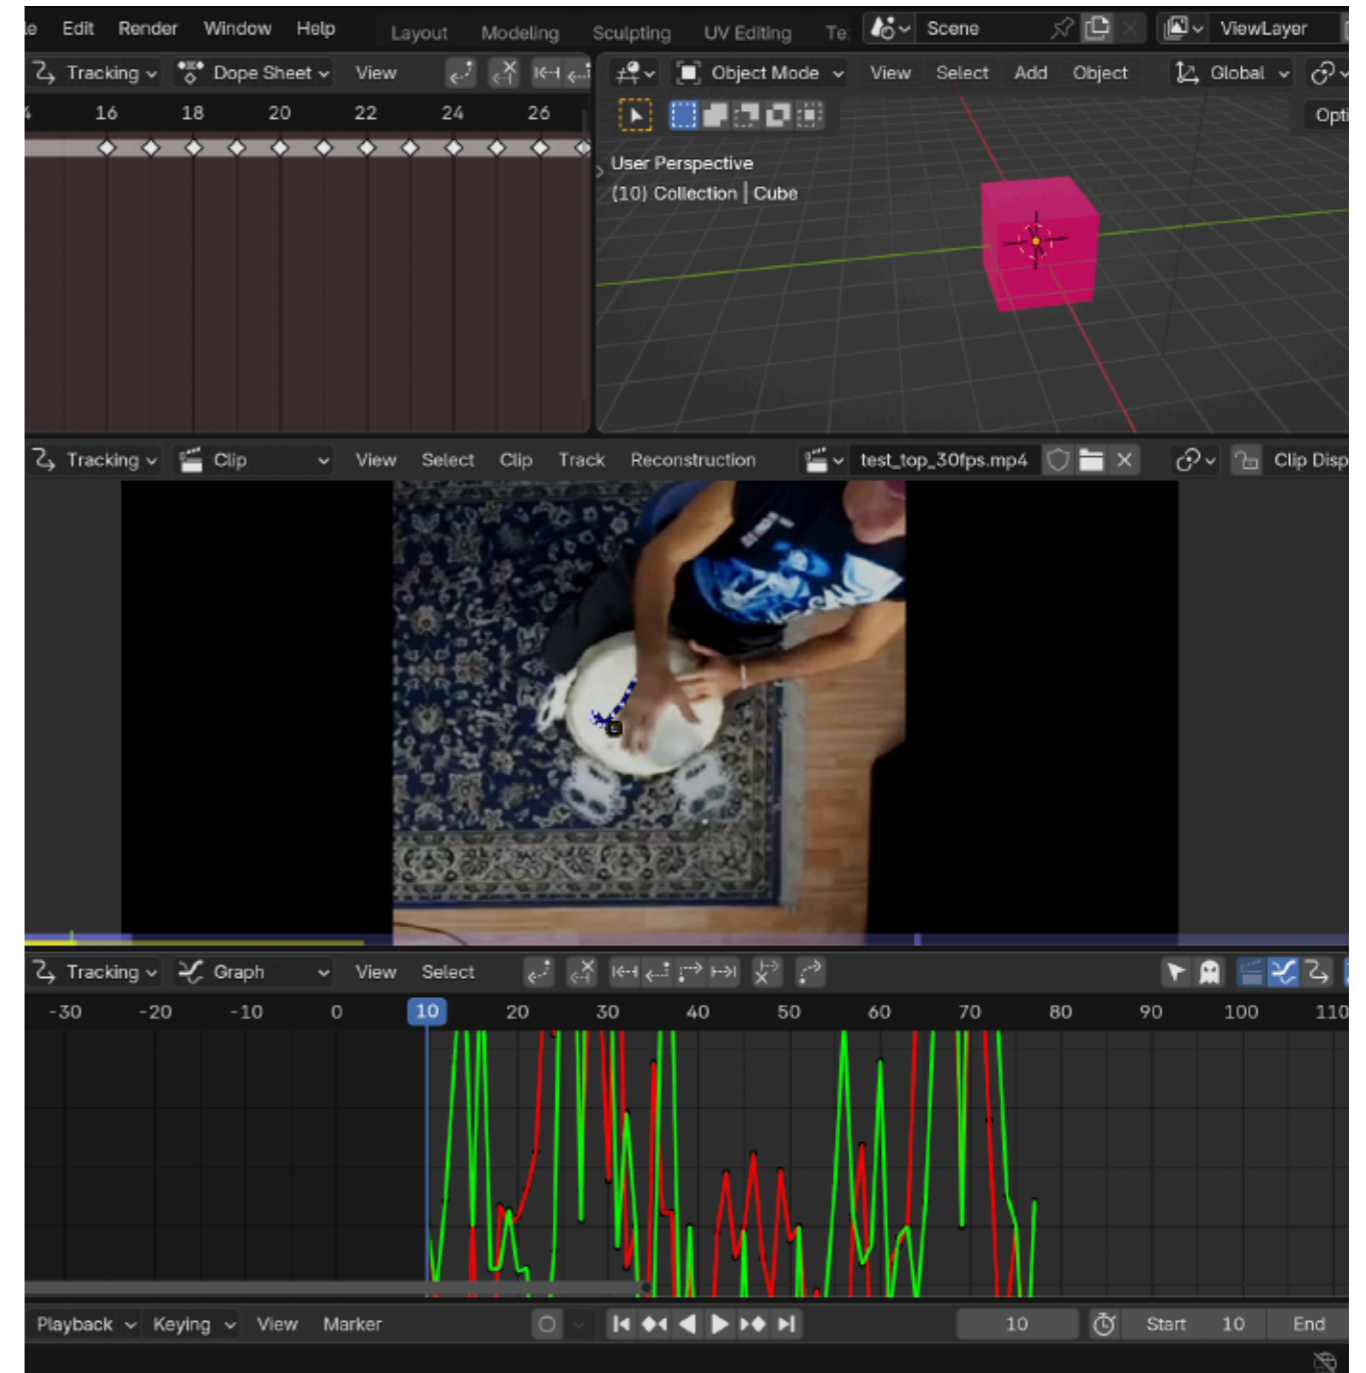 Edit Render Window Help Layout Modeling Sculpting UV Editing Scene ViewLayer
Tracking Dope Sheet View
16 18 20 22 24 26
Object Mode View Select Add Object Global
Opti
User Perspective
(10) Collection | Cube
Tracking Clip View Select Clip Track Reconstruction test_top_30fps.mp4 Clip Disp
Tracking Graph View Select
-30 -20 -10 0 10 20 30 40 50 60 70 80 90 100 110
Playback Keying View Marker 10 Start 10 End